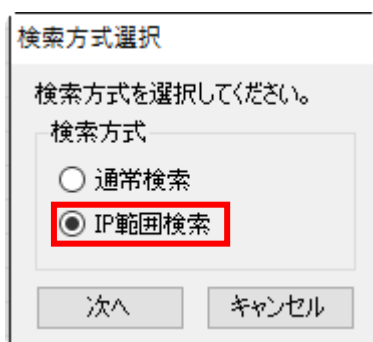 検索方式選択
検索方式を選択してください。
検索方式
通常検索
IP範囲検索
次へ
キャンセル